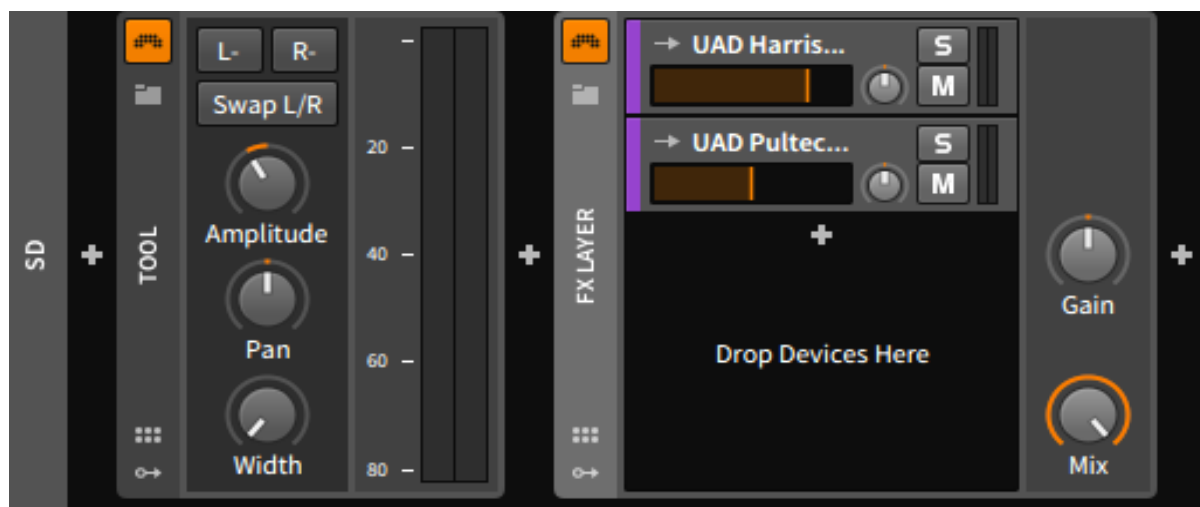 SD
TOOL
L-
R-
Swap L/R
Amplitude
Pan
Width
20
40
60
80
FX LAYER
UAD Harris...
S
M
UAD Pultec...
S
M
Drop Devices Here
Gain
Mix